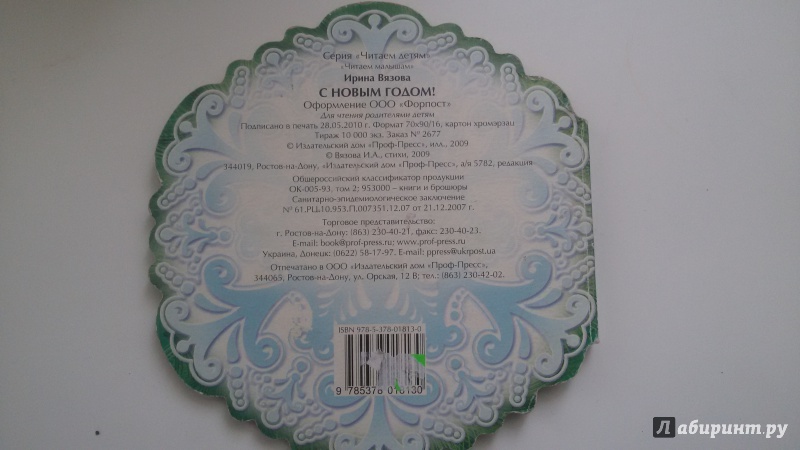 Серия «Читаем детям»
«Читаем малышам»
Ирина Вязова
С НОВЫМ ГОДОМ!
Оформление ООО «Форпост»
Для чтения родителями детям
Подписано в печать 28.05.2010 г. Формат 70х90/16, картон хромэрзац
Тираж 10 000 экз. Заказ № 2677
© Издательский дом «Проф-Пресс», илл., 2009
© Вязова И.А., стихи, 2009
344019, Ростов-на-Дону, «Издательский дом «Проф-Пресс», а/я 5782, редакция
Общероссийский классификатор продукции
ОК-005-93, том 2; 953000 – книги и брошюры
Санитарно-эпидемиологическое заключение
№ 61.РЦ.10.953.П.007351.12.07 от 21.12.2007 г.
Торговое представительство:
г. Ростов-на-Дону: (863) 230-40-21, факс: 230-40-23.
E-mail: book@prof-press.ru; www.prof-press.ru
Украина, Донецк: (0622) 58-17-97. E-mail: ppress@ukrpost.ua
Отпечатано в ООО «Издательский дом «Проф-Пресс»,
344065, Ростов-на-Дону, ул. Орская, 12 В; тел.: (863) 230-42-02.
ISBN 978-5-378-01813-0
9 785378 018130
Лабиринт.ру